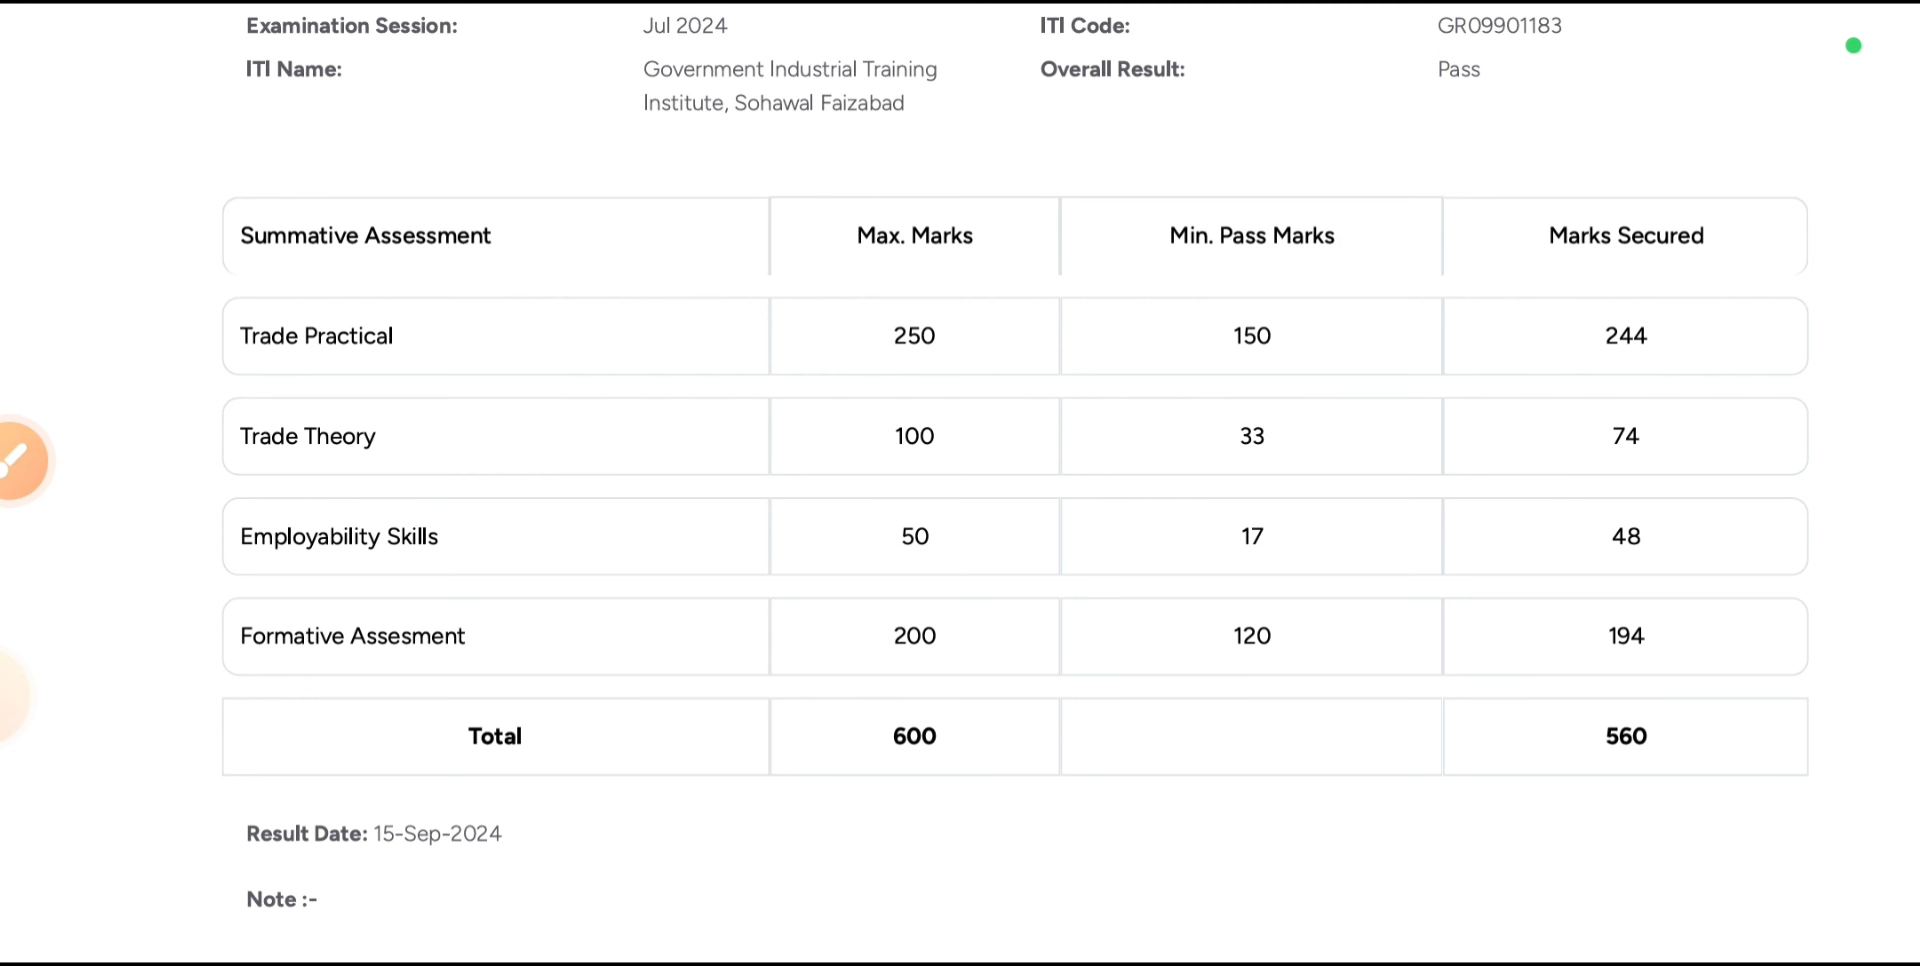 Examination Session: Jul 2024 ITI Code: GR09901183
ITI Name: Government Industrial Training Overall Result: Pass
Institute, Sohawal Faizabad
Summative Assessment Max. Marks Min. Pass Marks Marks Secured
Trade Practical 250 150 244
Trade Theory 100 33 74
Employability Skills 50 17 48
Formative Assesment 200 120 194
Total 600 560
Result Date: 15-Sep-2024
Note :-